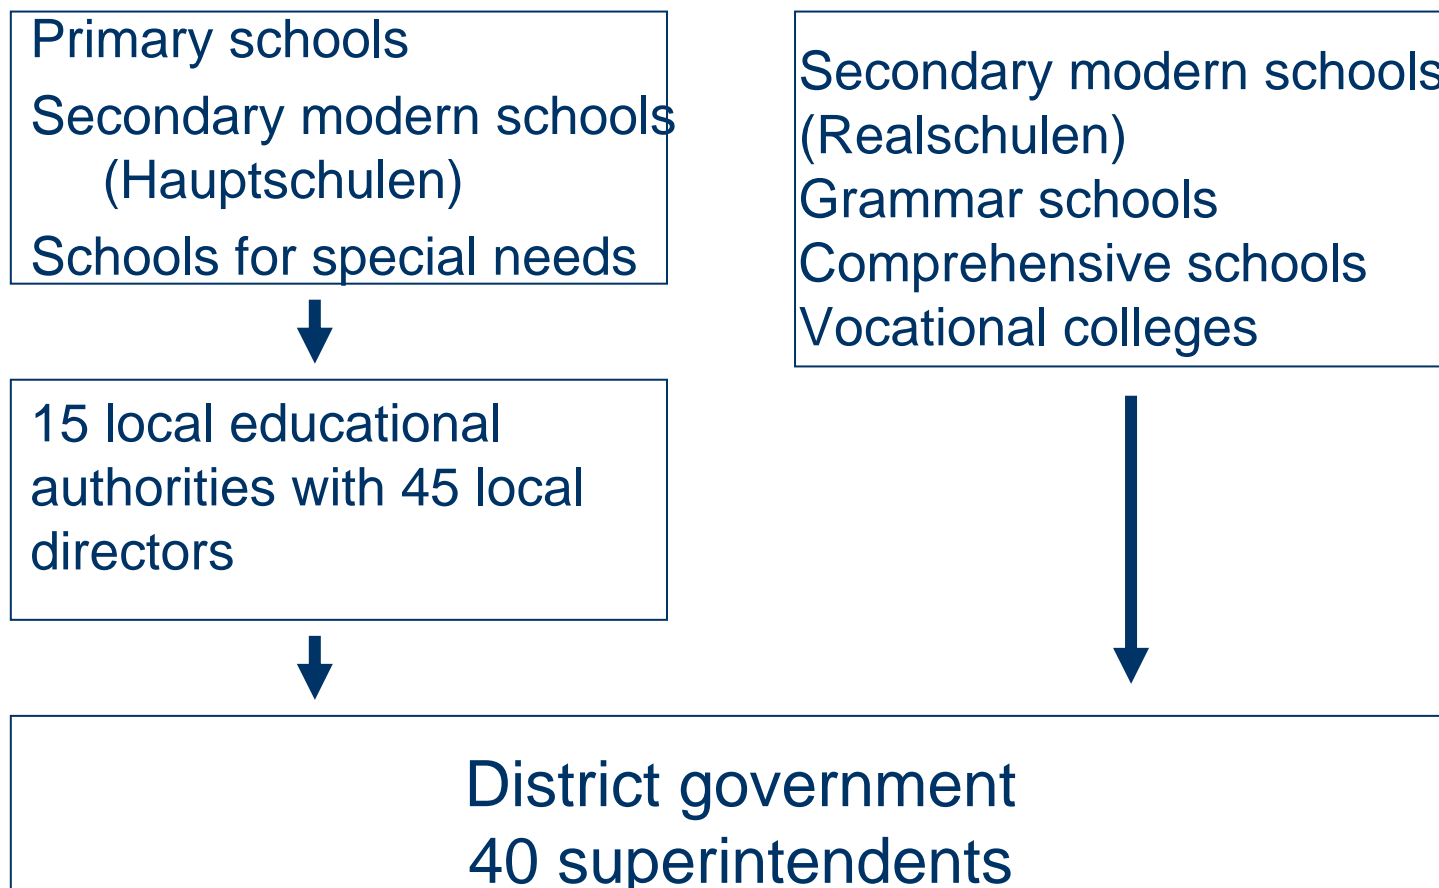 Primary schools
Secondary modern schools
(Hauptschulen)
Schools for special needs
15 local educational
authorities with 45 local
directors
Secondary modern schools
(Realschulen)
Grammar schools
Comprehensive schools
Vocational colleges
District government
40 superintendents